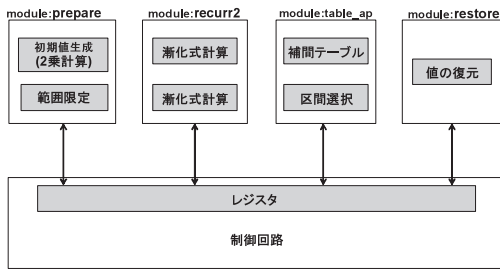 module:prepare
初期値生成
(2乗計算)
範囲限定
module:recurr2
漸化式計算
漸化式計算
module:table_ap
補間テーブル
区間選択
module:restore
値の復元
レジスタ
制御回路